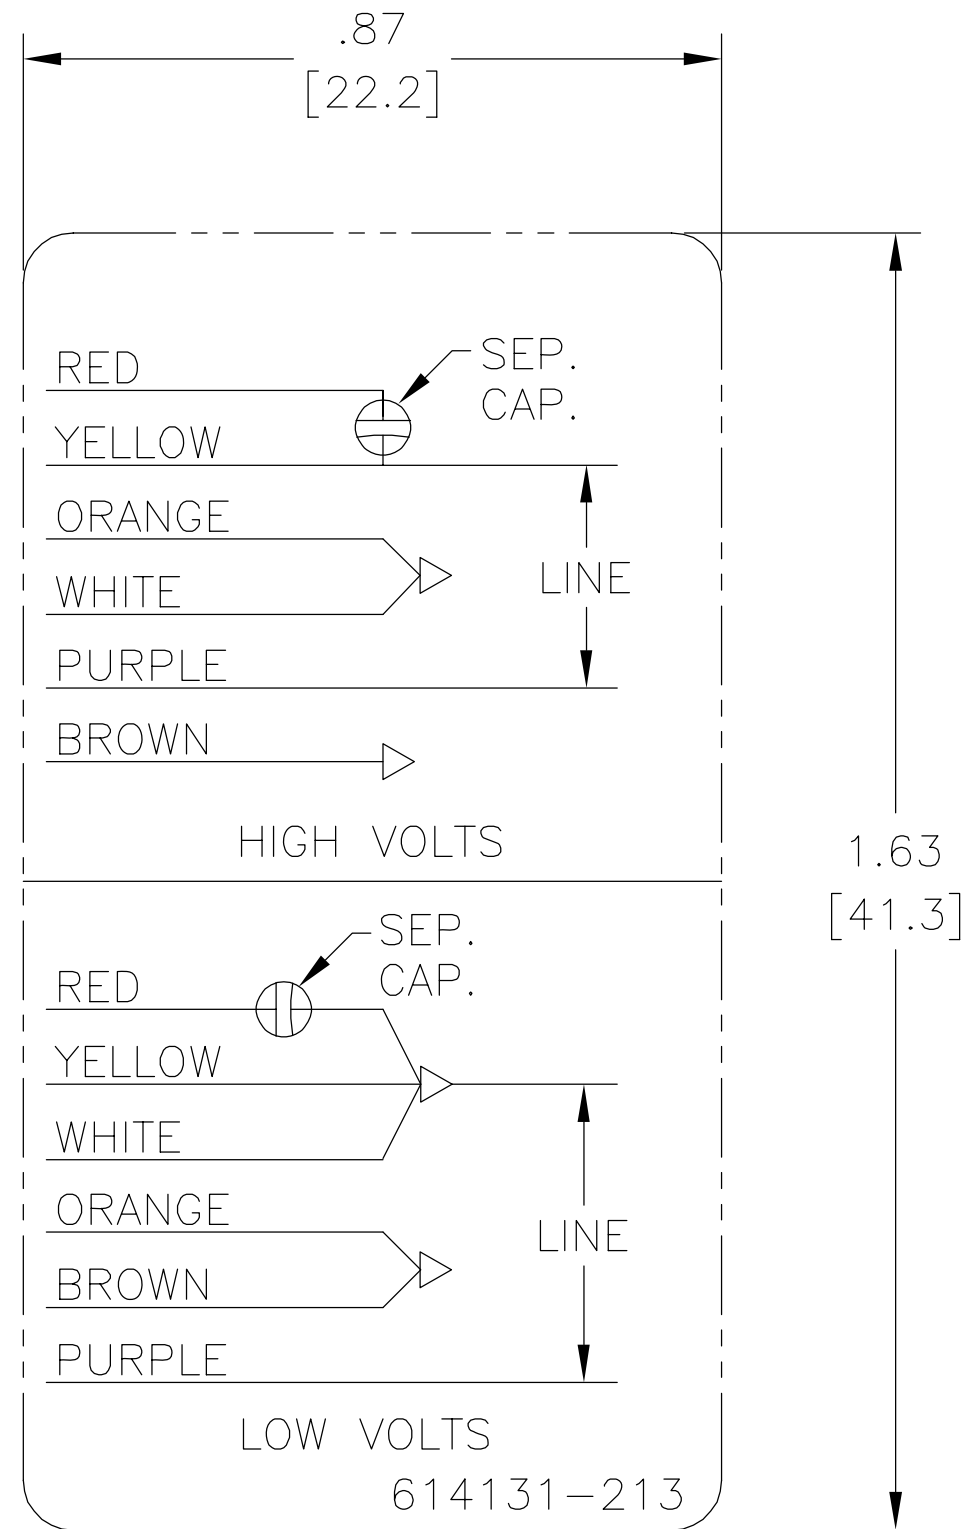 .87
[22.2]
RED
SEP.
CAP.
YELLOW
ORANGE
WHITE
LINE
PURPLE
BROWN
HIGH VOLTS
1.63
[41.3]
SEP.
CAP.
RED
YELLOW
WHITE
ORANGE
LINE
BROWN
PURPLE
LOW VOLTS
614131-213